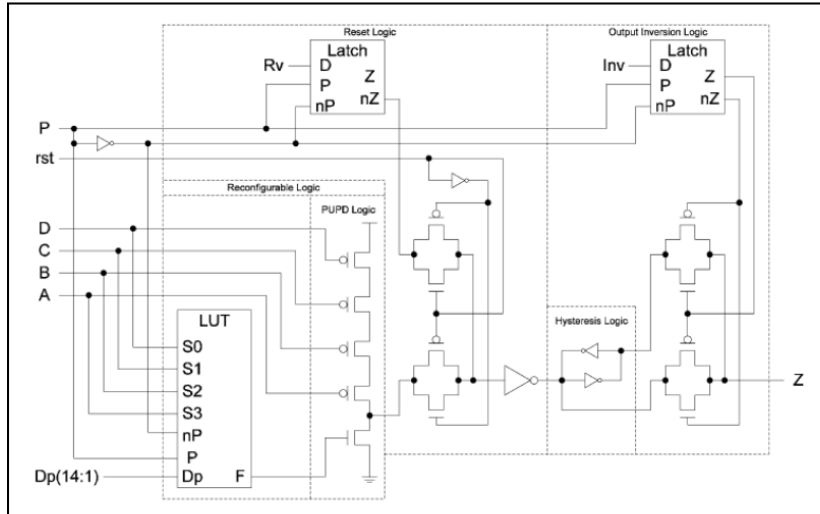 Reset Logic
Output Inversion Logic
Latch
Rv
D
P
nP
Z
nZ
Latch
Inv
D
P
nP
Z
nZ
P
rst
Reconfigurable Logic
PUPD Logic
D
C
B
A
LUT
S0
S1
S2
S3
nP
P
Dp
F
Dp(14:1)
Hysteresis Logic
Z